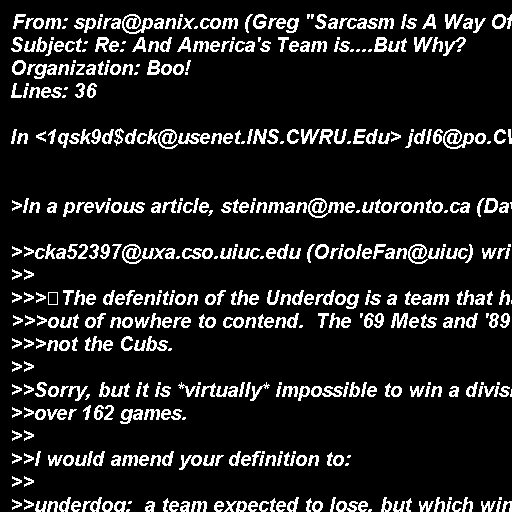 From: spira@panix.com (Greg "Sarcasm Is A Way Of
Subject: Re: And America's Team is....But Why?
Organization: Boo!
Lines: 36
In <1qsk9d$dck@usenet.INS.CWRU.Edu> jdl6@po.CW
>In a previous article, steinman@me.utoronto.ca (Dav
>>cka52397@uxa.cso.uiuc.edu (OrioleFan@uiuc) wri
>>
>>>□The defenition of the Underdog is a team that ha
>>>out of nowhere to contend.  The '69 Mets and '89
>>>not the Cubs.
>>
>>Sorry, but it is *virtually* impossible to win a divis
>>over 162 games.
>>
>>I would amend your definition to:
>>
>>underdog:  a team expected to lose, but which win